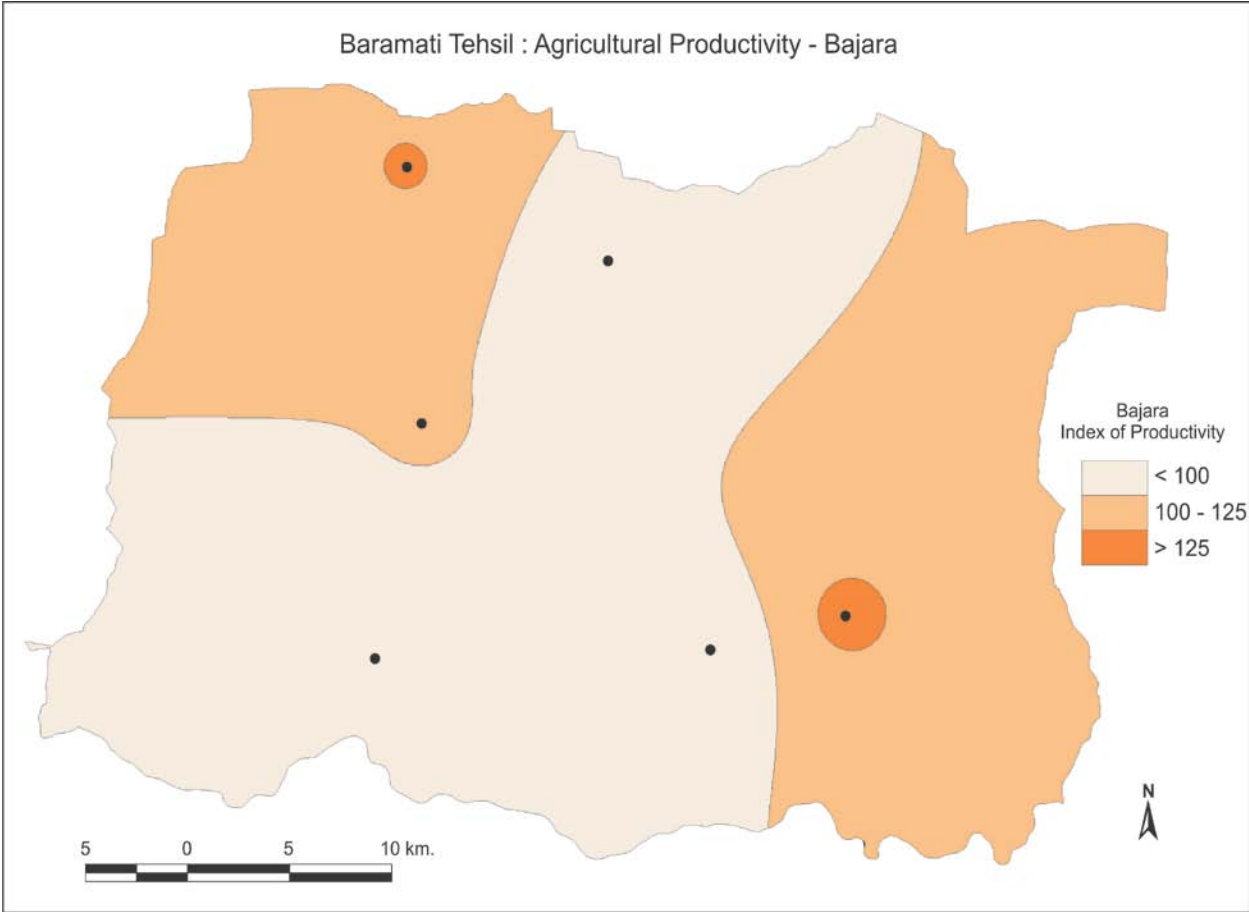 Baramati Tehsil : Agricultural Productivity - Bajara
Bajara
Index of Productivity
< 100
100 - 125
> 125
N
5 0 5 10 km.